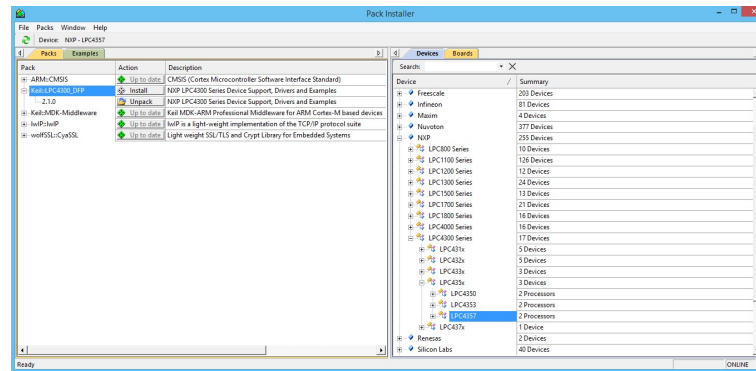 Pack Installer
File Packs Window Help
Device: NXP - LPC4357
Packs Examples
Pack Action Description
ARM::CMSIS Up to date CMSIS (Cortex Microcontroller Software Interface Standard)
Keil::LPC4300_DFP Install NXP LPC4300 Series Device Support, Drivers and Examples
2.1.0 Unpack NXP LPC4300 Series Device Support, Drivers and Examples
Keil::MDK-Middleware Up to date Keil MDK-ARM Professional Middleware for ARM Cortex-M based devices
lwIP::lwIP Up to date lwIP is a light-weight implementation of the TCP/IP protocol suite
wolfSSL::CyaSSL Up to date Light weight SSL/TLS and Crypt Library for Embedded Systems
Devices Boards
Search:
Device Summary
Freescale 203 Devices
Infineon 81 Devices
Maxim 4 Devices
Nuvoton 377 Devices
NXP 255 Devices
LPC800 Series 10 Devices
LPC1100 Series 126 Devices
LPC1200 Series 12 Devices
LPC1300 Series 24 Devices
LPC1500 Series 13 Devices
LPC1700 Series 21 Devices
LPC1800 Series 16 Devices
LPC4000 Series 16 Devices
LPC4300 Series 17 Devices
LPC431x 5 Devices
LPC432x 5 Devices
LPC433x 3 Devices
LPC435x 3 Devices
LPC4350 2 Processors
LPC4353 2 Processors
LPC4357 2 Processors
LPC437x 1 Device
Renesas 2 Devices
Silicon Labs 40 Devices
Ready ONLINE